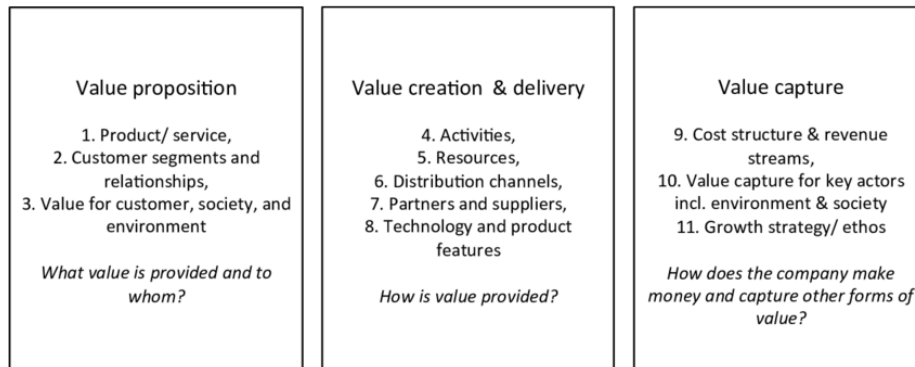 Value proposition
1. Product/ service,
2. Customer segments and
relationships,
3. Value for customer, society, and
environment
What value is provided and to
whom?
Value creation & delivery
4. Activities,
5. Resources,
6. Distribution channels,
7. Partners and suppliers,
8. Technology and product
features
How is value provided?
Value capture
9. Cost structure & revenue
streams,
10. Value capture for key actors
incl. environment & society
11. Growth strategy/ ethos
How does the company make
money and capture other forms of
value?